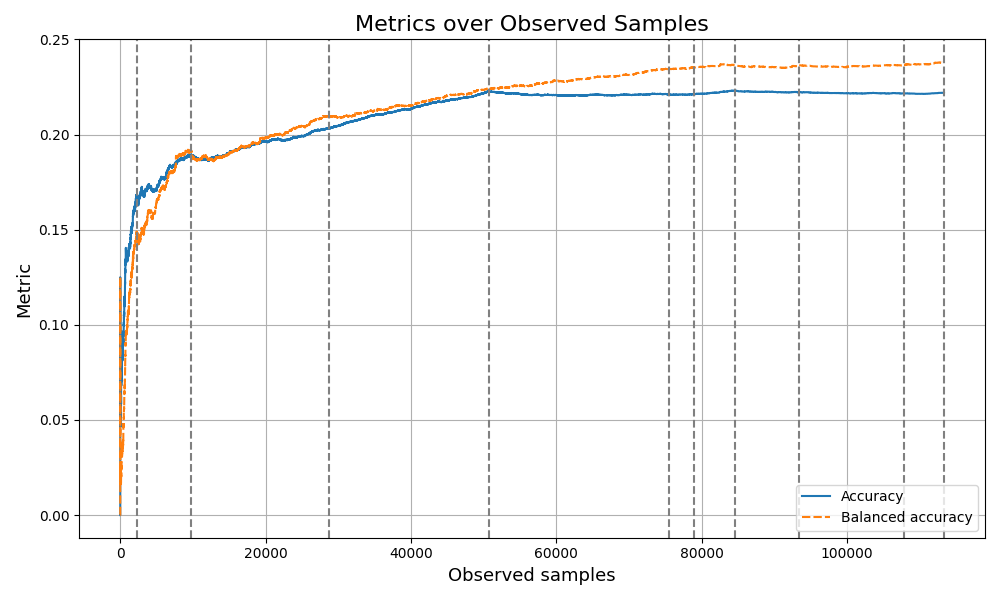 Metrics over Observed Samples
Metric
0.25
0.20
0.15
0.10
0.05
0.00
0 20000 40000 60000 80000 100000
Observed samples
Accuracy
Balanced accuracy